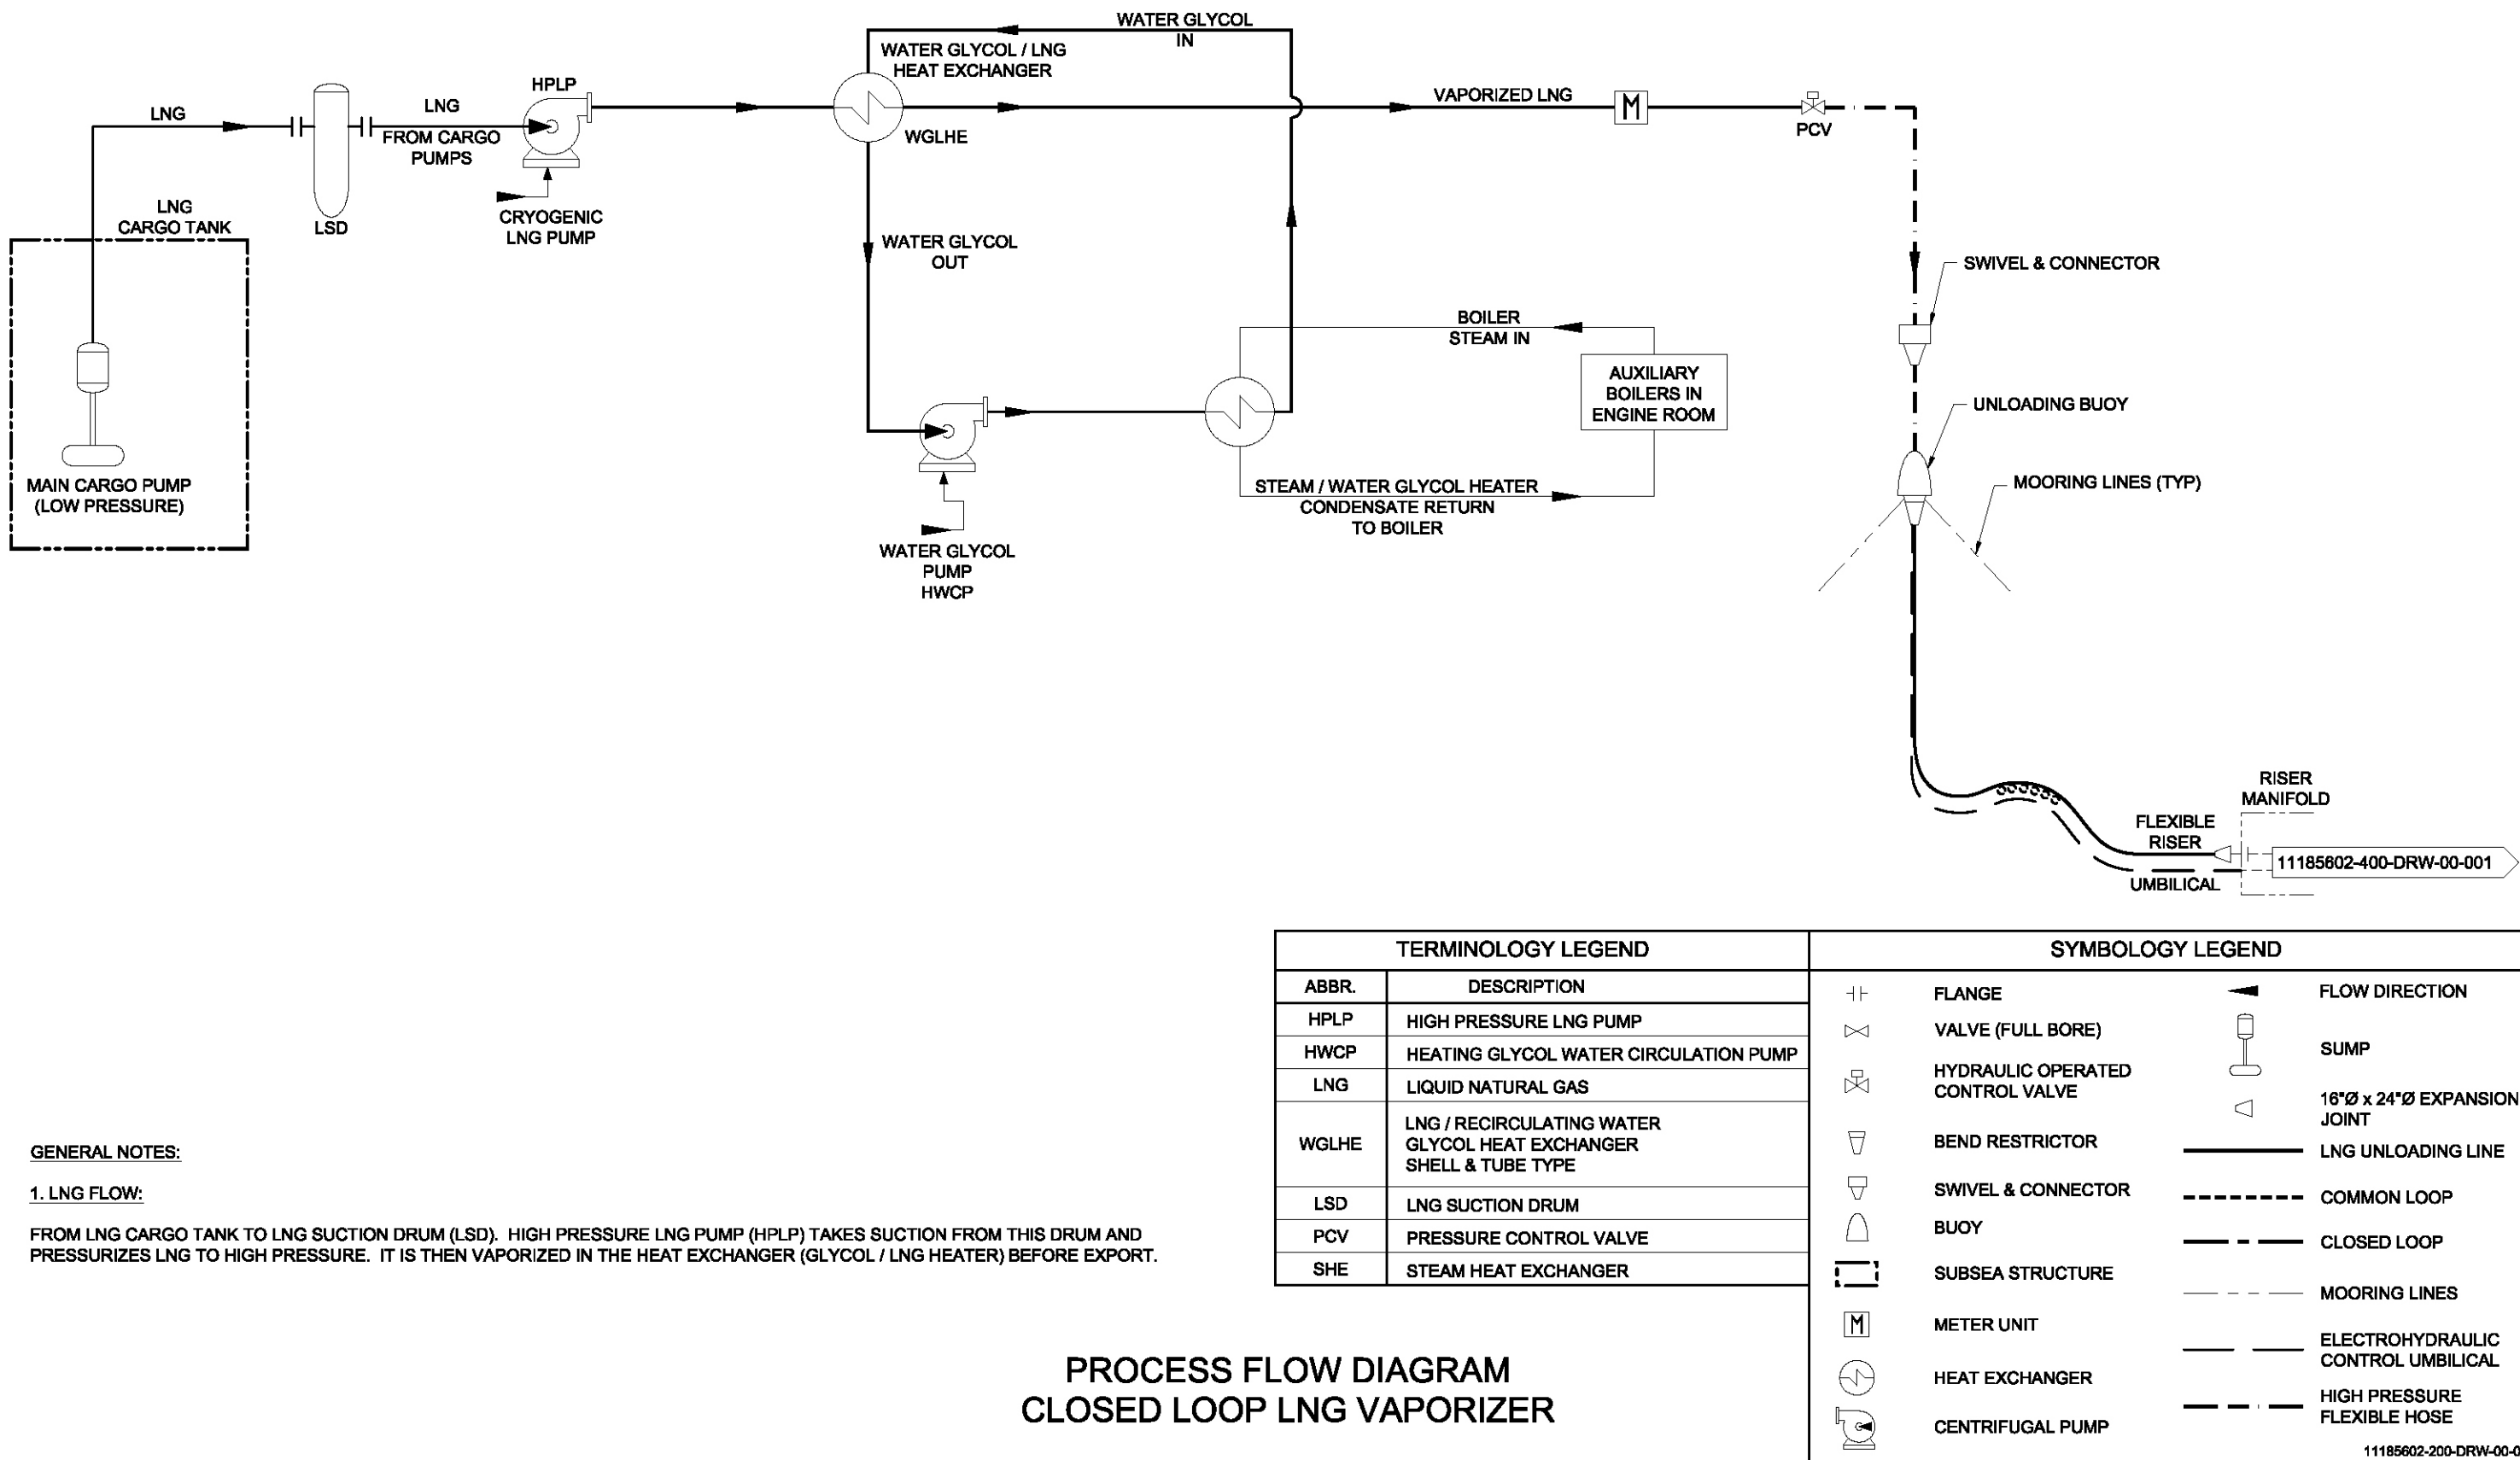 WATER GLYCOL
IN
WATER GLYCOL / LNG
HEAT EXCHANGER
HPLP
LNG
LNG
FROM CARGO
PUMPS
VAPORIZED LNG
M
PCV
WGLHE
LNG
CARGO TANK
LSD
CRYOGENIC
LNG PUMP
WATER GLYCOL
OUT
SWIVEL & CONNECTOR
BOILER
STEAM IN
AUXILIARY
BOILERS IN
ENGINE ROOM
UNLOADING BUOY
MAIN CARGO PUMP
(LOW PRESSURE)
STEAM / WATER GLYCOL HEATER
CONDENSATE RETURN
TO BOILER
MOORING LINES (TYP)
WATER GLYCOL
PUMP
HWCP
RISER
MANIFOLD
FLEXIBLE
RISER
11185602-400-DRW-00-001
UMBILICAL
TERMINOLOGY LEGEND
ABBR. DESCRIPTION
HPLP HIGH PRESSURE LNG PUMP
HWCP HEATING GLYCOL WATER CIRCULATION PUMP
LNG LIQUID NATURAL GAS
WGLHE LNG / RECIRCULATING WATER
GLYCOL HEAT EXCHANGER
SHELL & TUBE TYPE
LSD LNG SUCTION DRUM
PCV PRESSURE CONTROL VALVE
SHE STEAM HEAT EXCHANGER
SYMBOLOGY LEGEND
FLANGE
VALVE (FULL BORE)
HYDRAULIC OPERATED
CONTROL VALVE
BEND RESTRICTOR
SWIVEL & CONNECTOR
BUOY
SUBSEA STRUCTURE
M METER UNIT
HEAT EXCHANGER
CENTRIFUGAL PUMP
FLOW DIRECTION
SUMP
16"Ø x 24"Ø EXPANSION
JOINT
LNG UNLOADING LINE
COMMON LOOP
CLOSED LOOP
MOORING LINES
ELECTROHYDRAULIC
CONTROL UMBILICAL
HIGH PRESSURE
FLEXIBLE HOSE
GENERAL NOTES:
1. LNG FLOW:
FROM LNG CARGO TANK TO LNG SUCTION DRUM (LSD). HIGH PRESSURE LNG PUMP (HPLP) TAKES SUCTION FROM THIS DRUM AND
PRESSURIZES LNG TO HIGH PRESSURE. IT IS THEN VAPORIZED IN THE HEAT EXCHANGER (GLYCOL / LNG HEATER) BEFORE EXPORT.
PROCESS FLOW DIAGRAM
CLOSED LOOP LNG VAPORIZER
11185602-200-DRW-00-0